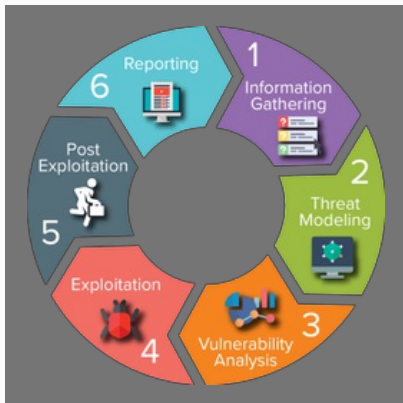 1
Information
Gathering
2
Threat
Modeling
3
Vulnerability
Analysis
Exploitation
4
Post
Exploitation
5
Reporting
6